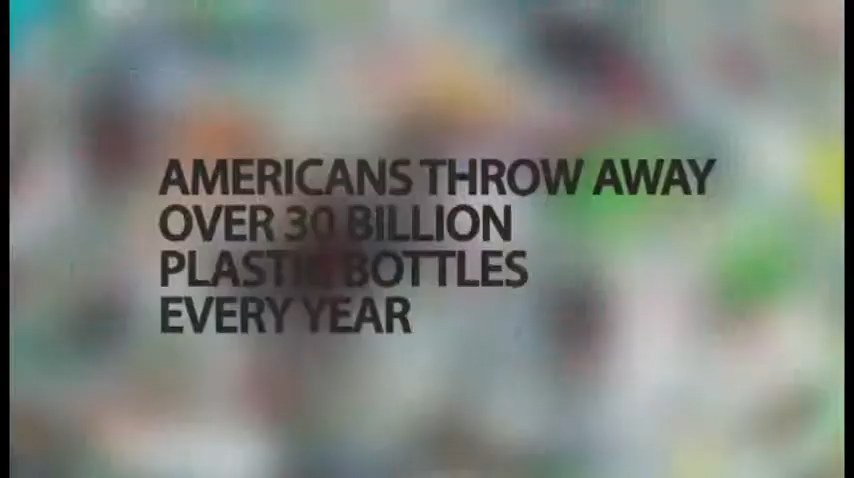 AMERICANS THROW AWAY
OVER 30 BILLION
PLASTIC BOTTLES
EVERY YEAR